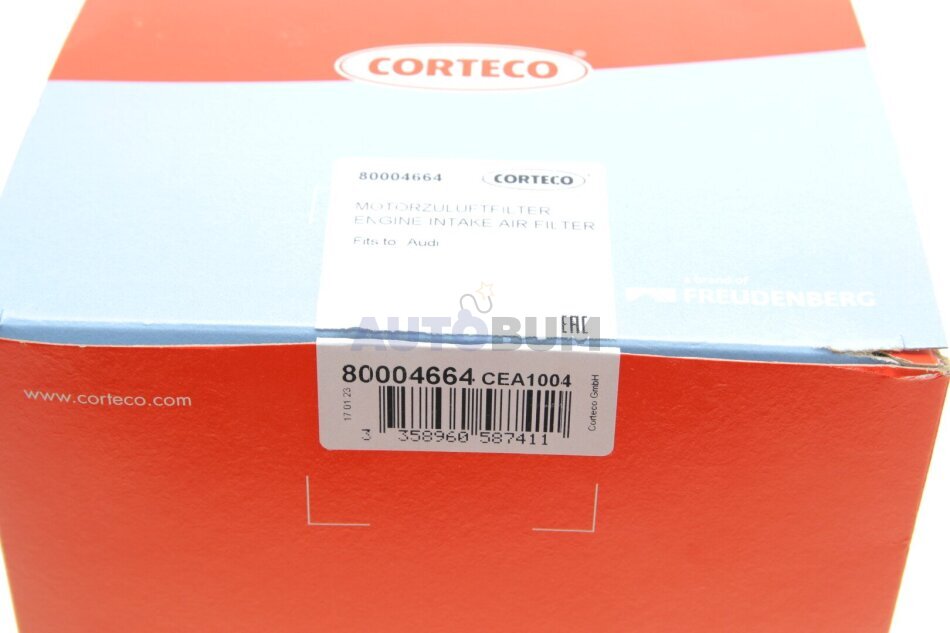 CORTECO
80004664 CORTECO
MOTORZULUFTFILTER
ENGINE INTAKE AIR FILTER
Fits to: Audi
a brand of
FREUDENBERG
EAC
AUTOBUM
80004664 CEA1004
www.corteco.com
17 01 23
Corteco GmbH
3 358960 587411